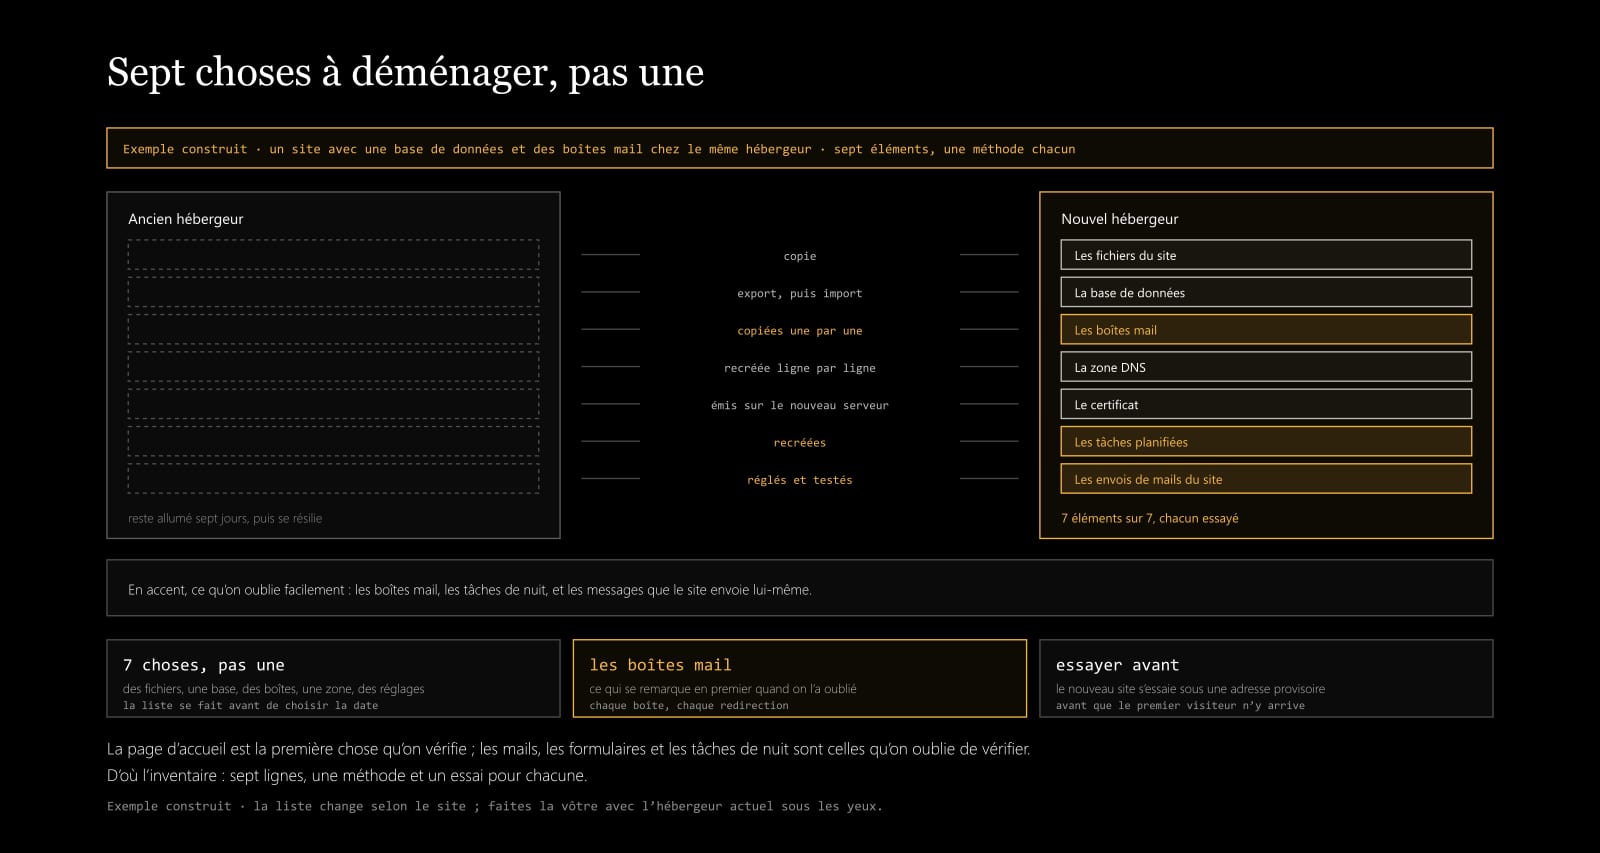 Sept choses à déménager, pas une
Exemple construit · un site avec une base de données et des boîtes mail chez le même hébergeur · sept éléments, une méthode chacun
Ancien hébergeur
reste allumé sept jours, puis se résilie
copie
export, puis import
copiées une par une
recréée ligne par ligne
émis sur le nouveau serveur
recréées
réglés et testés
Nouvel hébergeur
Les fichiers du site
La base de données
Les boîtes mail
La zone DNS
Le certificat
Les tâches planifiées
Les envois de mails du site
7 éléments sur 7, chacun essayé
En accent, ce qu'on oublie facilement : les boîtes mail, les tâches de nuit, et les messages que le site envoie lui-même.
7 choses, pas une
des fichiers, une base, des boîtes, une zone, des réglages
la liste se fait avant de choisir la date
les boîtes mail
ce qui se remarque en premier quand on l'a oublié
chaque boîte, chaque redirection
essayer avant
le nouveau site s'essaie sous une adresse provisoire
avant que le premier visiteur n'y arrive
La page d'accueil est la première chose qu'on vérifie ; les mails, les formulaires et les tâches de nuit sont celles qu'on oublie de vérifier.
D'où l'inventaire : sept lignes, une méthode et un essai pour chacune.
Exemple construit · la liste change selon le site ; faites la vôtre avec l'hébergeur actuel sous les yeux.